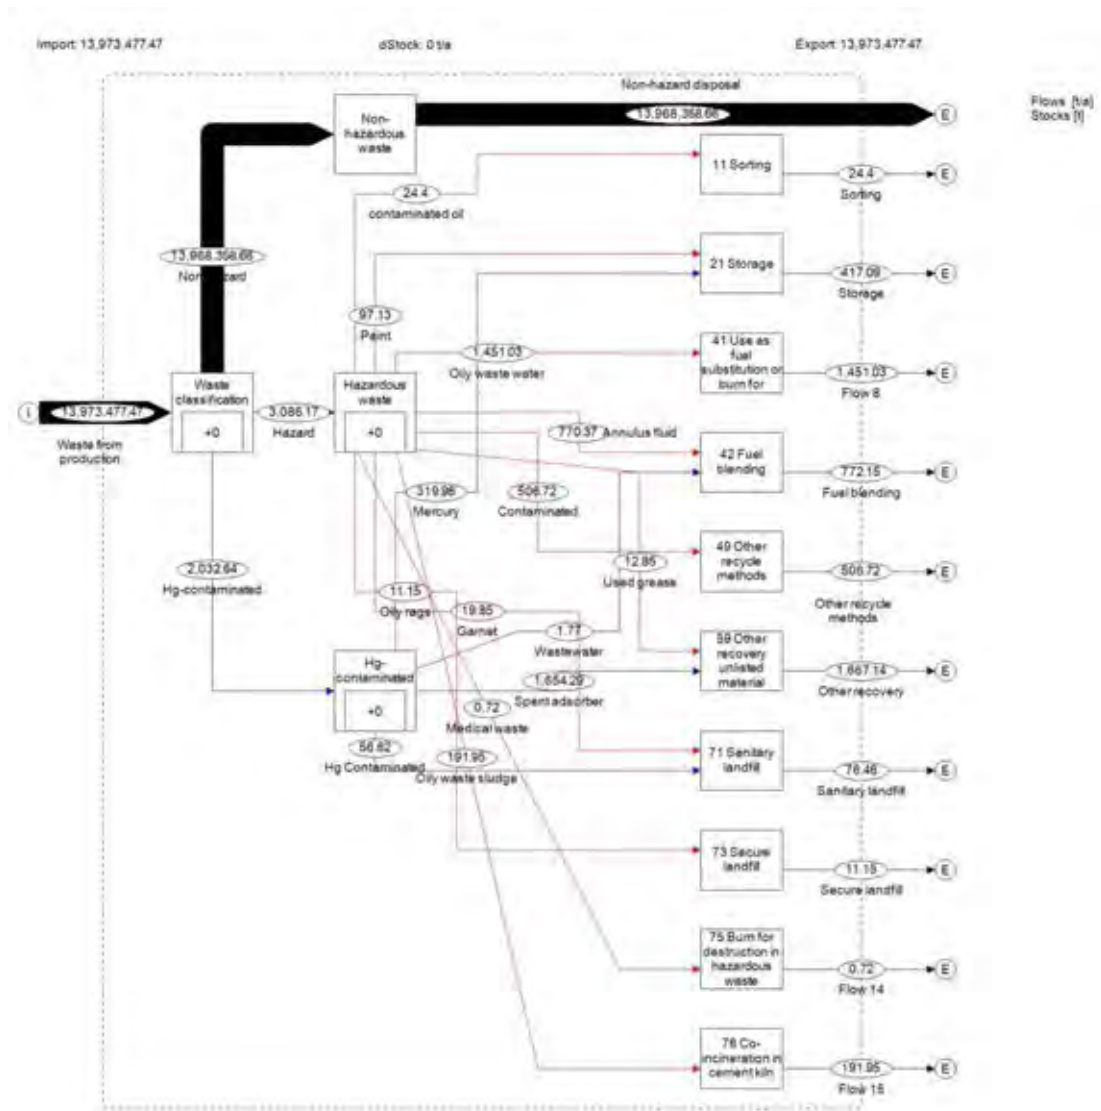 Import: 13,973,477.47
dStock: 0 t/a
Export: 13,973,477.47
Flows [t/a]
Stocks [t]
Non-hazard disposal
13,968,358.66
E
Non-
hazardous
waste
11 Sorting
24.4
E
Sorting
24.4
contaminated oil
13,968,358.66
21 Storage
417.09
E
Storage
97.13
Paint
41 Use as
fuel
substitution or
burn for
1,451.03
E
Flow 8
1,451.03
Oily waste water
I
13,973,477.47
Waste from
production
Waste
classification
+0
3,086.17
Hazard
Hazardous
waste
+0
770.37
Annulus fluid
42 Fuel
blending
772.15
E
Fuel blending
319.96
Mercury
506.72
Contaminated
49 Other
recycle
methods
506.72
E
Other recycle
methods
2,032.64
Hg-contaminated
12.85
Used grease
11.15
Oily rags
19.85
Garnet
1.77
Wastewater
59 Other
recovery
unlisted
material
1,667.14
E
Other recovery
Hg-
contaminated
+0
1,654.29
Spent adsorber
0.72
Medical waste
56.62
Hg Contaminated
191.95
Oily waste sludge
71 Sanitary
landfill
76.46
E
Sanitary landfill
73 Secure
landfill
11.15
E
Secure landfill
75 Burn for
destruction in
hazardous
waste
0.72
E
Flow 14
76 Co-
incineration in
cement kiln
191.95
E
Flow 15